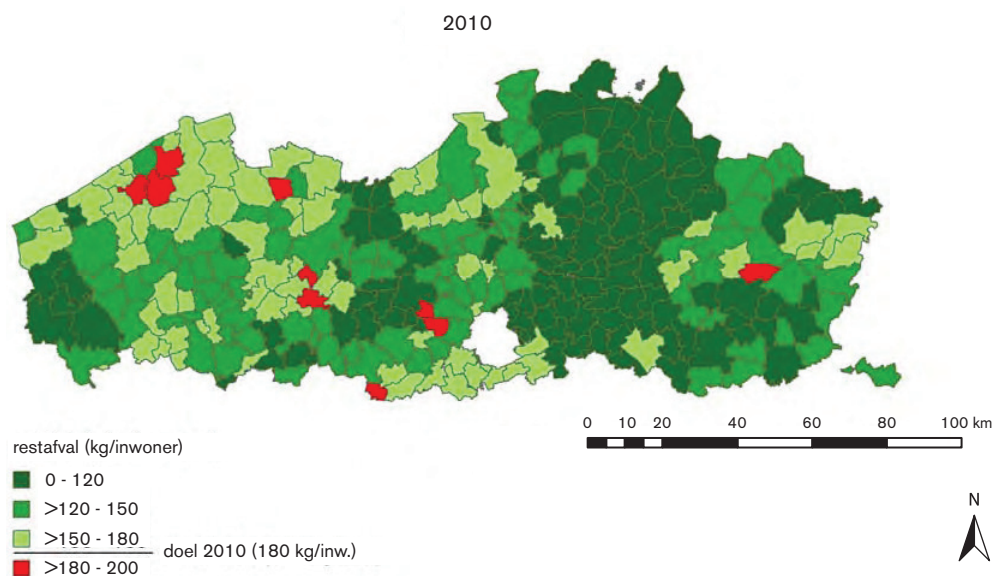 2010
0 10 20 40 60 80 100 km
restafval (kg/inwoner)
0 - 120
>120 - 150
>150 - 180
doel 2010 (180 kg/inw.)
>180 - 200
N